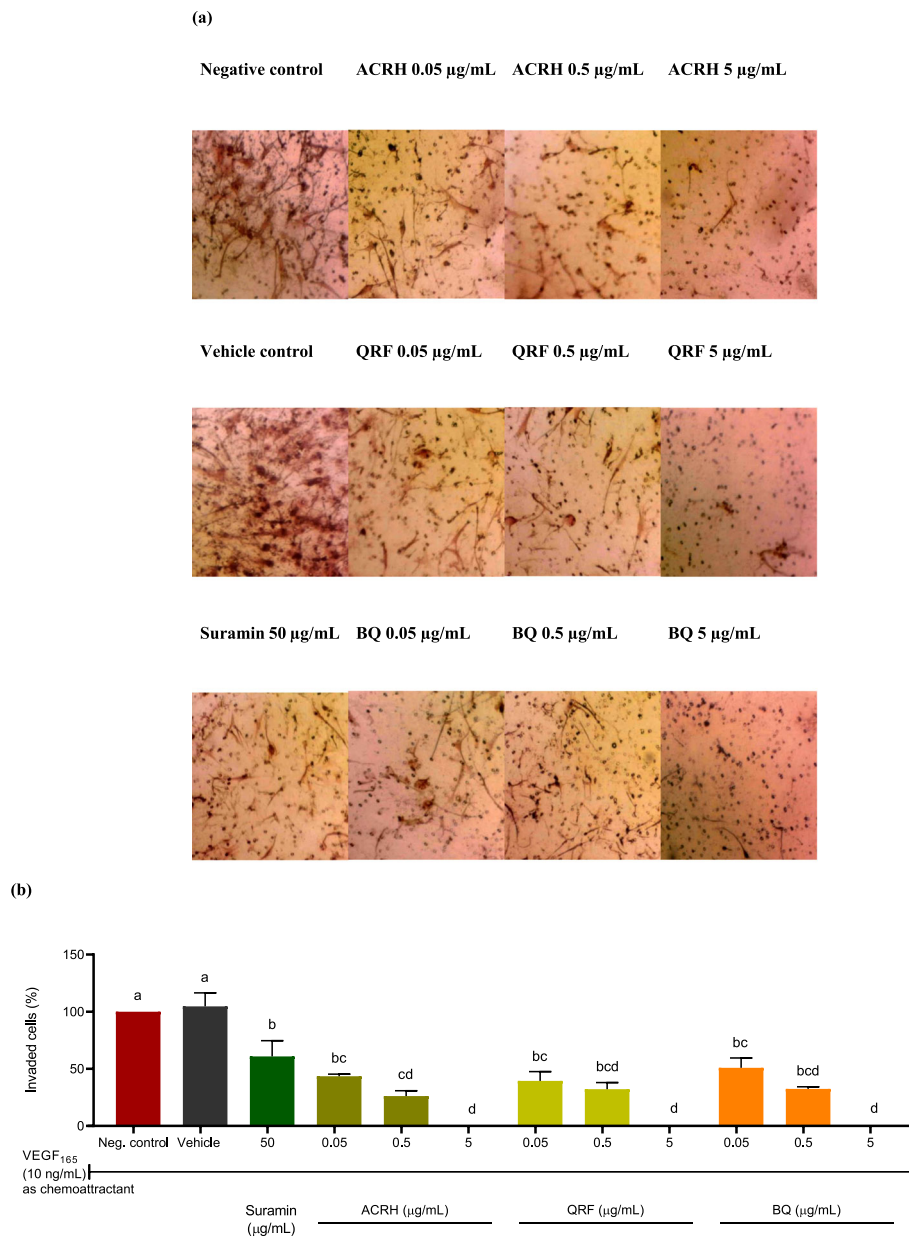 (a)
Negative control ACRH 0.05 µg/mL ACRH 0.5 µg/mL ACRH 5 µg/mL
Vehicle control QRF 0.05 µg/mL QRF 0.5 µg/mL QRF 5 µg/mL
Suramin 50 µg/mL BQ 0.05 µg/mL BQ 0.5 µg/mL BQ 5 µg/mL
(b)
Invaded cells (%)
150
100
50
0
a a b bc cd d bc bcd d bc bcd d
Neg. control Vehicle 50 0.05 0.5 5 0.05 0.5 5 0.05 0.5 5
VEGF165
(10 ng/mL)
as chemoattractant
Suramin
(µg/mL)
ACRH (µg/mL) QRF (µg/mL) BQ (µg/mL)